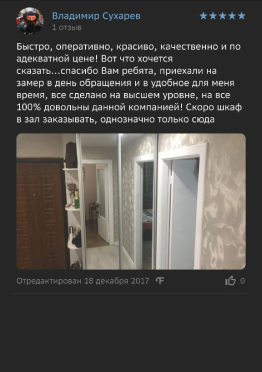 Владимир Сухарев
1 отзыв
Быстро, оперативно, красиво, качественно и по
адекватной цене! Вот что хочется
сказать...спасибо Вам ребята, приехали на
замер в день обращения и в удобное для меня
время, все сделано на высшем уровне, на все
100% довольны данной компанией! Скоро шкаф
в зал заказывать, однозначно только сюда
Отредактирован 18 декабря 2017
0